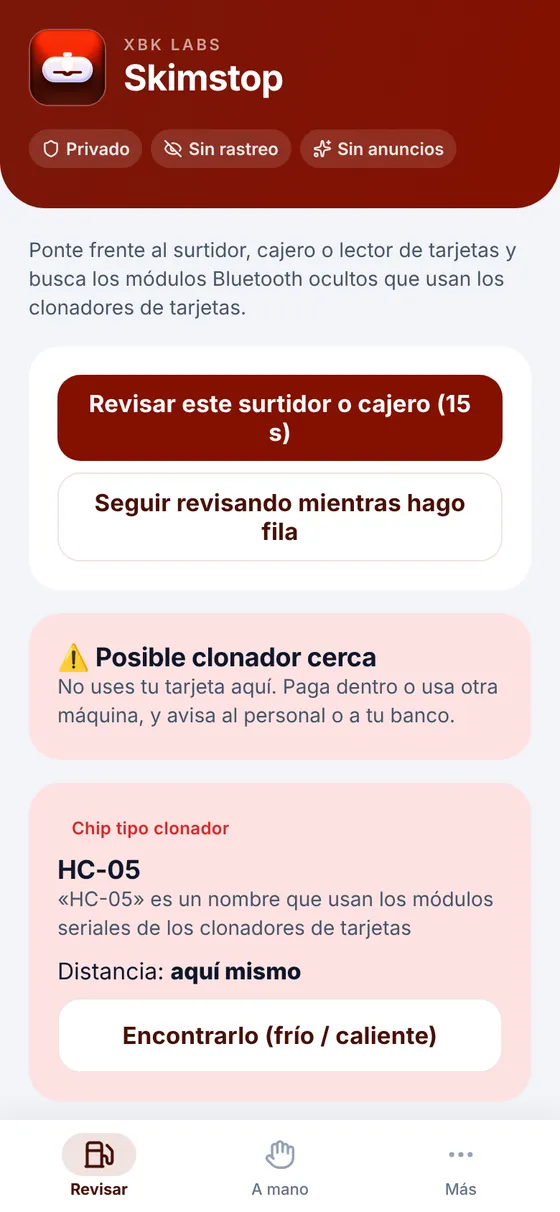 XBK LABS
Skimstop
Privado
Sin rastreo
Sin anuncios
Ponte frente al surtidor, cajero o lector de tarjetas y
busca los módulos Bluetooth ocultos que usan los
clonadores de tarjetas.
Revisar este surtidor o cajero (15
s)
Seguir revisando mientras hago
fila
⚠️ Posible clonador cerca
No uses tu tarjeta aquí. Paga dentro o usa otra
máquina, y avisa al personal o a tu banco.
Chip tipo clonador
HC-05
«HC-05» es un nombre que usan los módulos
seriales de los clonadores de tarjetas
Distancia: aquí mismo
Encontrarlo (frío / caliente)
Revisar
A mano
Más